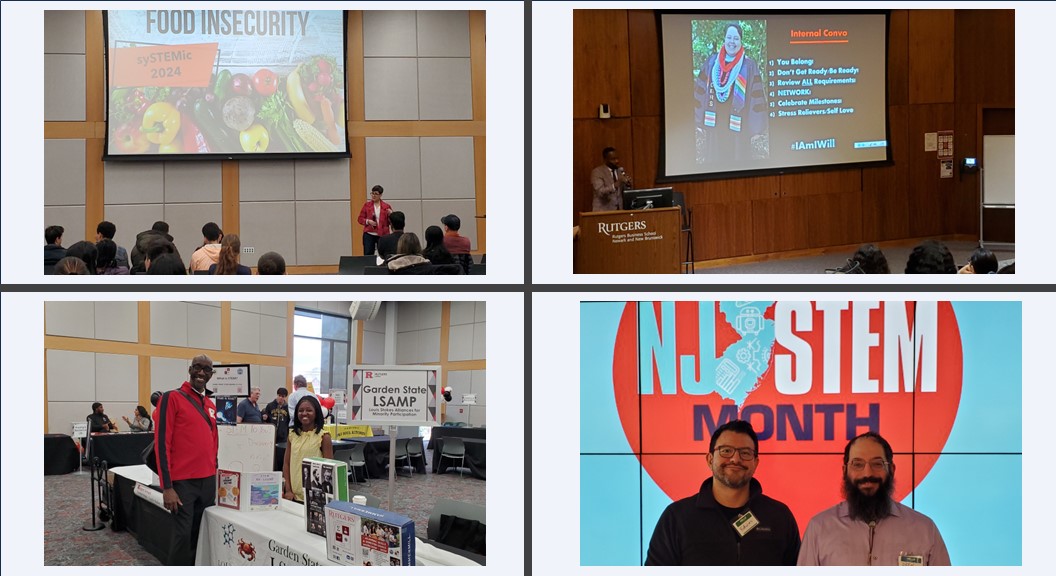 FOOD INSECURITY
sySTEMic
2024
Internal Convo
1) You Belong!
2) Don't Get Ready/Be Ready!
3) Review ALL Requirements!
4) NETWORK!
5) Celebrate Milestones!
6) Stress Relievers/Self Love
#IAmIWill
RUTGERS
Rutgers Business School
Newark and New Brunswick
Garden State
LSAMP
Louis Stokes Alliances for
Minority Participation
RUTGERS
Garden State
NJ STEM
MONTH